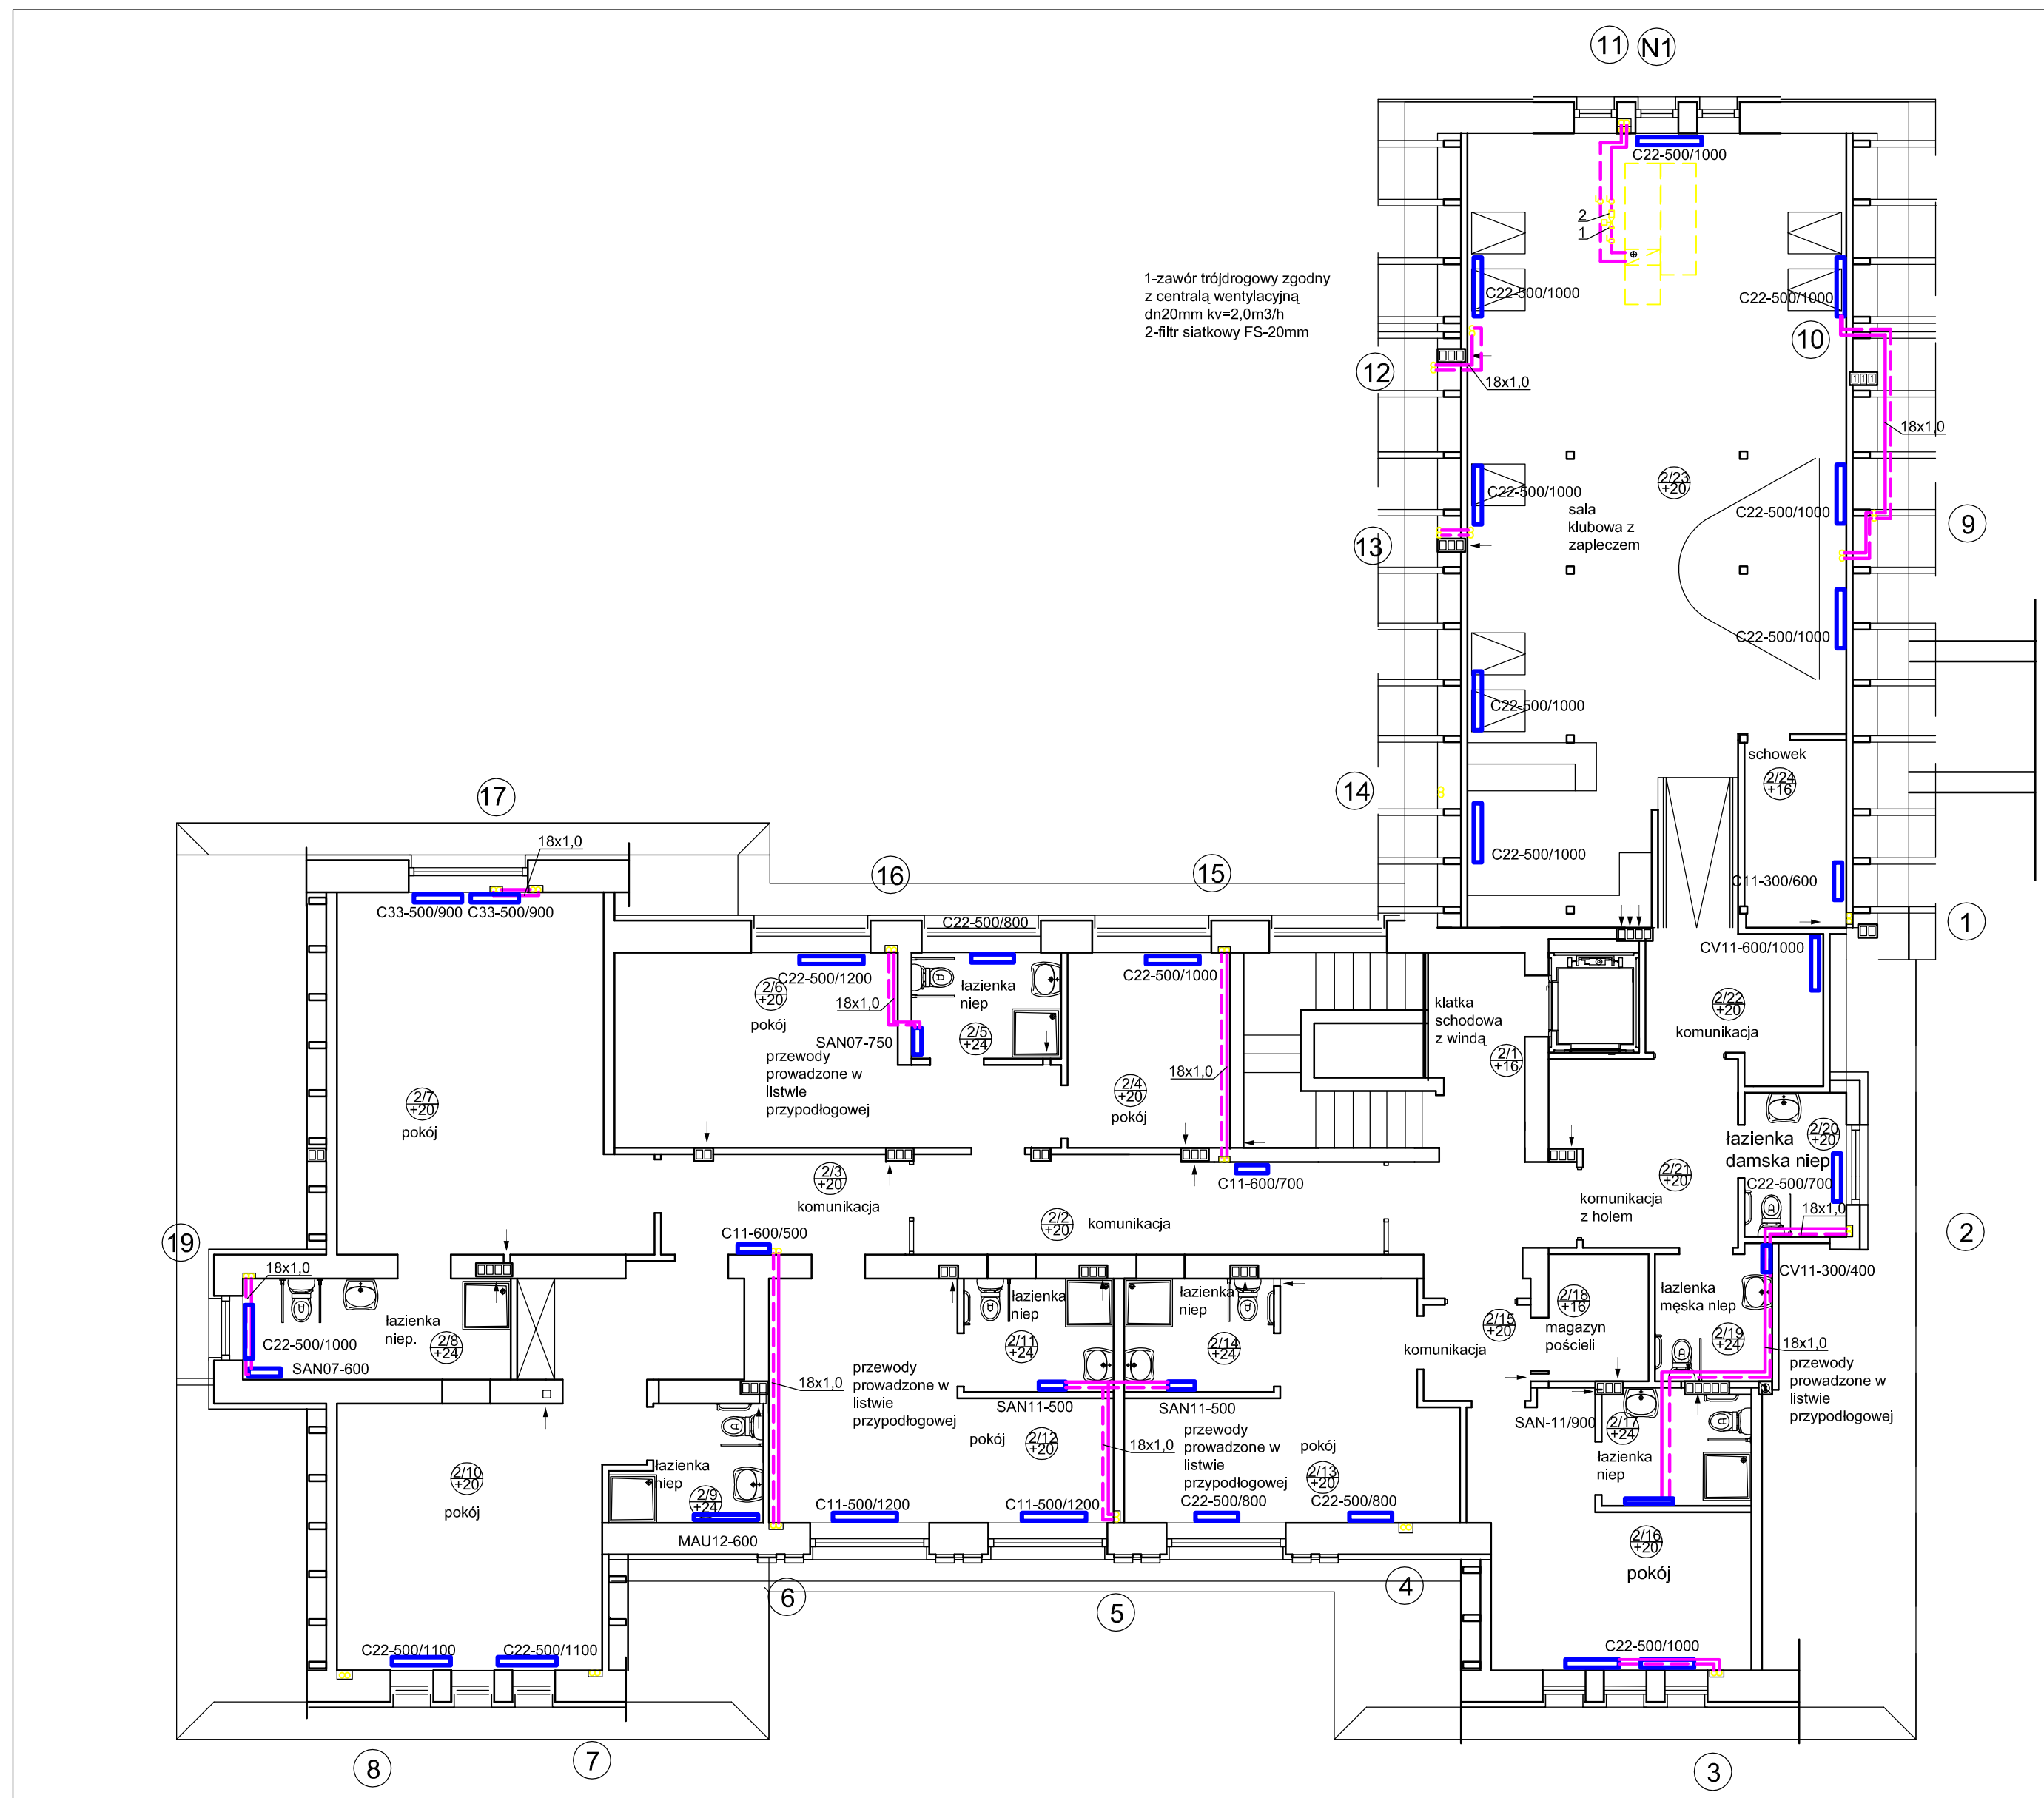 11
N1
C22-500/1000
2
1
1-zawór trójdrogowy zgodny
z centralą wentylacyjną
dn20mm kv=2,0m3/h
2-filtr siatkowy FS-20mm
C22-500/1000
C22-500/1000
10
12
18x1,0
18x1,0
2/23
+20
C22-500/1000
C22-500/1000
sala
klubowa z
zapleczem
9
13
C22-500/1000
C22-500/1000
schowek
2/24
+16
14
17
18x1,0
C22-500/1000
16
15
C11-300/600
C33-500/900
C33-500/900
C22-500/800
1
CV11-600/1000
C22-500/1200
C22-500/1000
2/6
+20
łazienka
niep
18x1,0
pokój
2/5
+24
SAN07-750
klatka
schodowa
z windą
2/22
+20
komunikacja
przewody
prowadzone w
listwie
przypodłogowej
2/1
+16
18x1,0
2/4
+20
pokój
2/7
+20
pokój
2/20
+20
łazienka
damska niep
2/3
+20
komunikacja
C11-600/700
2/21
+20
C22-500/700
komunikacja
z holem
18x1,0
2/2
+20
komunikacja
19
C11-600/500
2
18x1,0
CV11-300/400
łazienka
niep
łazienka
niep
łazienka
męska niep
2/18
+16
magazyn
pościeli
łazienka
niep.
2/8
+24
C22-500/1000
SAN07-600
2/11
+24
2/14
+24
2/15
+20
komunikacja
2/19
+24
18x1,0
przewody
prowadzone w
listwie
przypodłogowej
18x1,0
przewody
prowadzone w
listwie
przypodłogowej
SAN11-500
SAN11-500
SAN-11/900
2/17
+24
łazienka
niep
pokój
2/12
+20
18x1,0
przewody
prowadzone w
listwie
przypodłogowej
pokój
2/13
+20
2/10
+20
pokój
łazienka
niep
2/9
+24
C11-500/1200
C11-500/1200
C22-500/800
C22-500/800
MAU12-600
2/16
+20
pokój
6
5
4
C22-500/1100
C22-500/1100
C22-500/1000
8
7
3